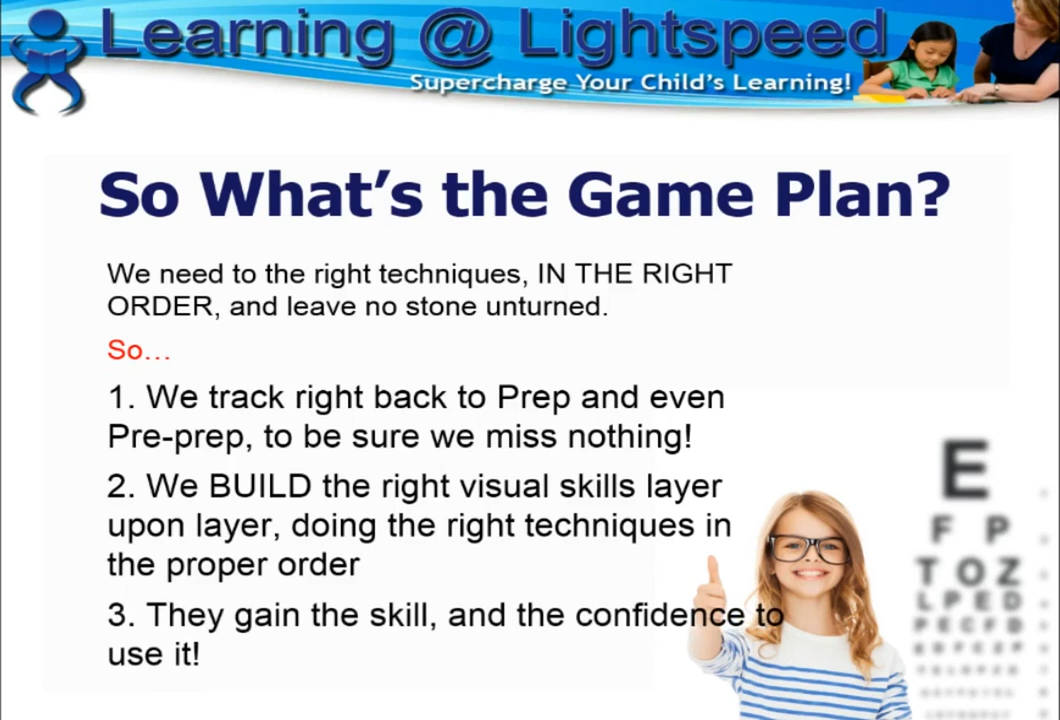 Learning @ Lightspeed
Supercharge Your Child's Learning!
So What's the Game Plan?
We need to the right techniques, IN THE RIGHT
ORDER, and leave no stone unturned.
So...
1. We track right back to Prep and even
Pre-prep, to be sure we miss nothing!
2. We BUILD the right visual skills layer
upon layer, doing the right techniques in
the proper order
3. They gain the skill, and the confidence to
use it!
E
F P
T O Z
L P E D
P E C F D